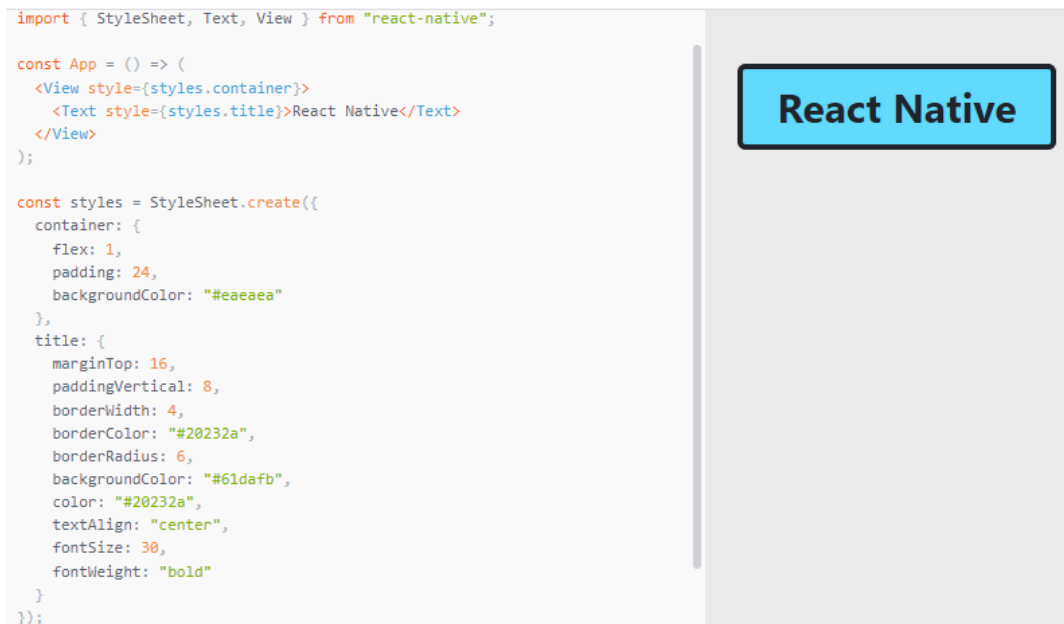 import { StyleSheet, Text, View } from "react-native";
const App = () => (
<View style={styles.container}>
<Text style={styles.title}>React Native</Text>
</View>
);
const styles = StyleSheet.create({
container: {
flex: 1,
padding: 24,
backgroundColor: "#eaeaea"
},
title: {
marginTop: 16,
paddingVertical: 8,
borderWidth: 4,
borderColor: "#20232a",
borderRadius: 6,
backgroundColor: "#61dafb",
color: "#20232a",
textAlign: "center",
fontSize: 30,
fontWeight: "bold"
}
});
React Native